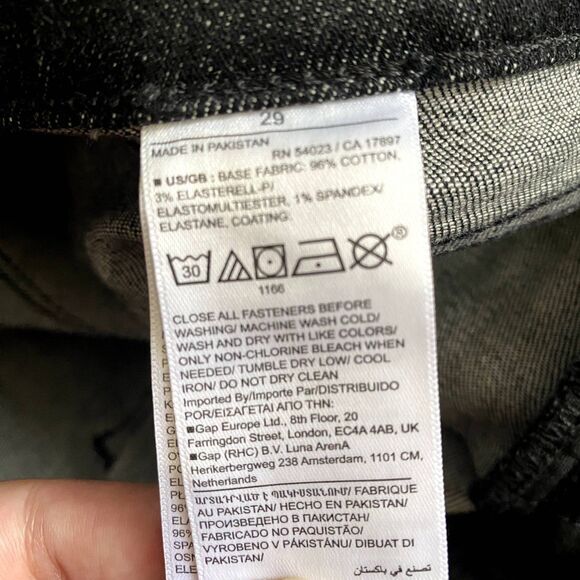 29
MADE IN PAKISTAN
RN 54023 / CA 17897
■ US/GB : BASE FABRIC: 96% COTTON,
3% ELASTERELL-P/
ELASTOMULTIESTER, 1% SPANDEX/
ELASTANE, COATING.
30
®
1166
CLOSE ALL FASTENERS BEFORE
WASHING/ MACHINE WASH COLD/
WASH AND DRY WITH LIKE COLORS/
ONLY NON-CHLORINE BLEACH WHEN
NEEDED/ TUMBLE DRY LOW/ COOL
IRON/ DO NOT DRY CLEAN
Imported by/Importe Par/DISTRIBUIDO
POR/ΕΙΣΑΓΕΤΑΙ ΑΠΟ ΤΗΝ:
■Gap Europe Ltd., 8th Floor, 20
Farringdon Street, London, EC4A 4AB, UK
■Gap (RHC) B.V. Luna ArenA
Herikerbergweg 238 Amsterdam, 1101 CM,
Netherlands
ԱՐՏԱԴՐՎԱԾ Է ՊԱԿԻՍՏԱՆՈՒՄ/ FABRIQUE
AU PAKISTAN/ HECHO EN PAKISTAN/
ПРОИЗВЕДЕНО В ПАКИСТАН/
FABRICADO NO PAQUISTÃO/
VYROBENO V PÁKISTÁNU/ DIBUAT DI
PAKISTAN/
تصنع في باكستان